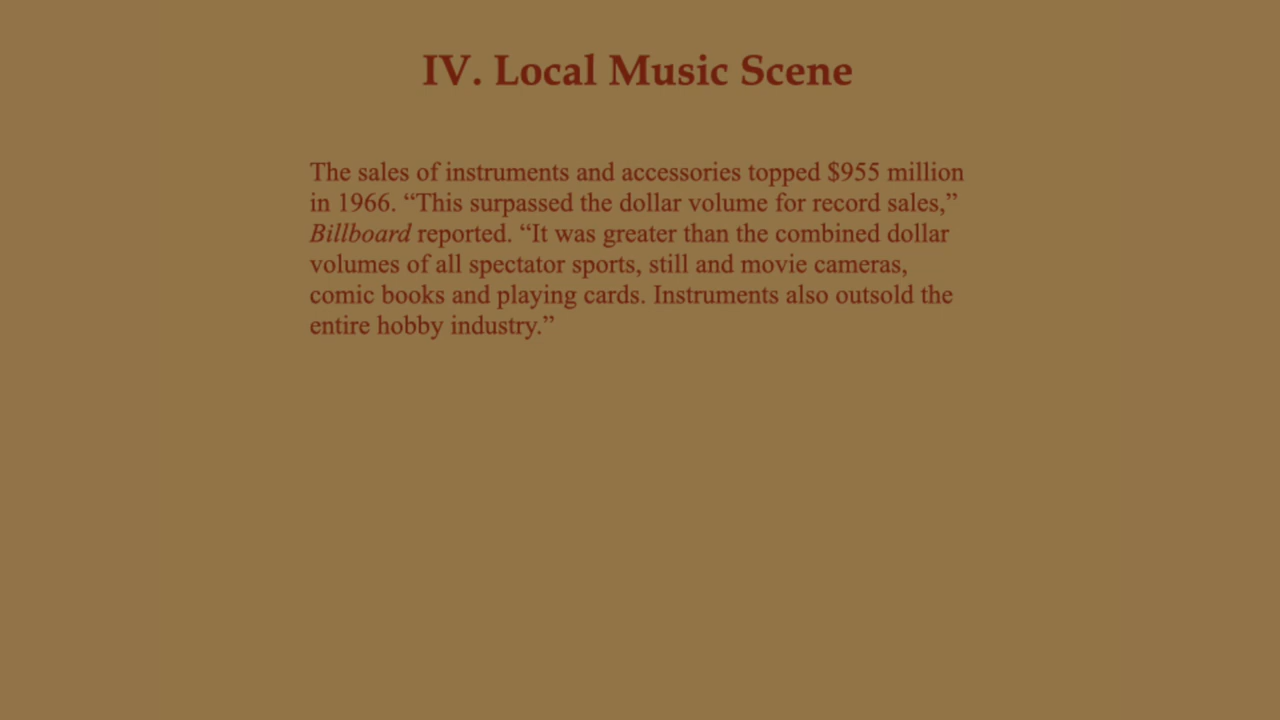 IV. Local Music Scene
The sales of instruments and accessories topped $955 million
in 1966. “This surpassed the dollar volume for record sales,”
Billboard reported. “It was greater than the combined dollar
volumes of all spectator sports, still and movie cameras,
comic books and playing cards. Instruments also outsold the
entire hobby industry.”